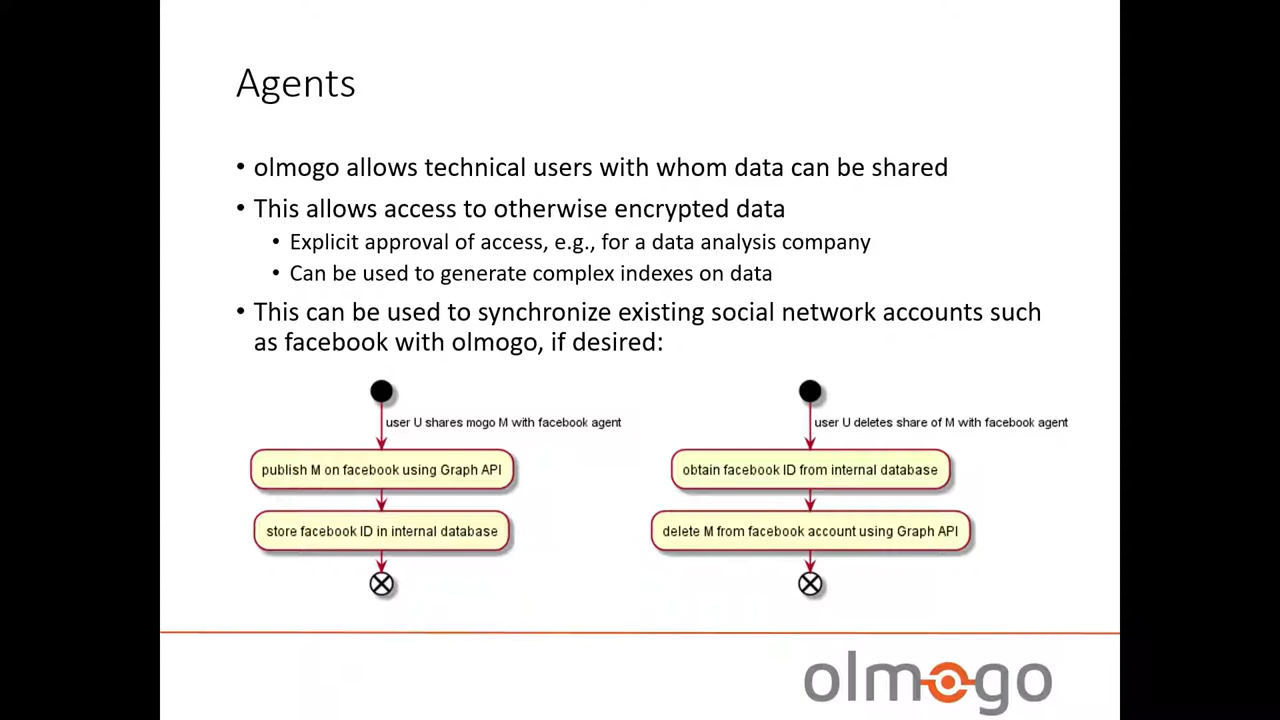 Agents
• olmogo allows technical users with whom data can be shared
• This allows access to otherwise encrypted data
• Explicit approval of access, e.g., for a data analysis company
• Can be used to generate complex indexes on data
• This can be used to synchronize existing social network accounts such
as facebook with olmogo, if desired:
user U shares mogo M with facebook agent
publish M on facebook using Graph API
store facebook ID in internal database
user U deletes share of M with facebook agent
obtain facebook ID from internal database
delete M from facebook account using Graph API
olmogo